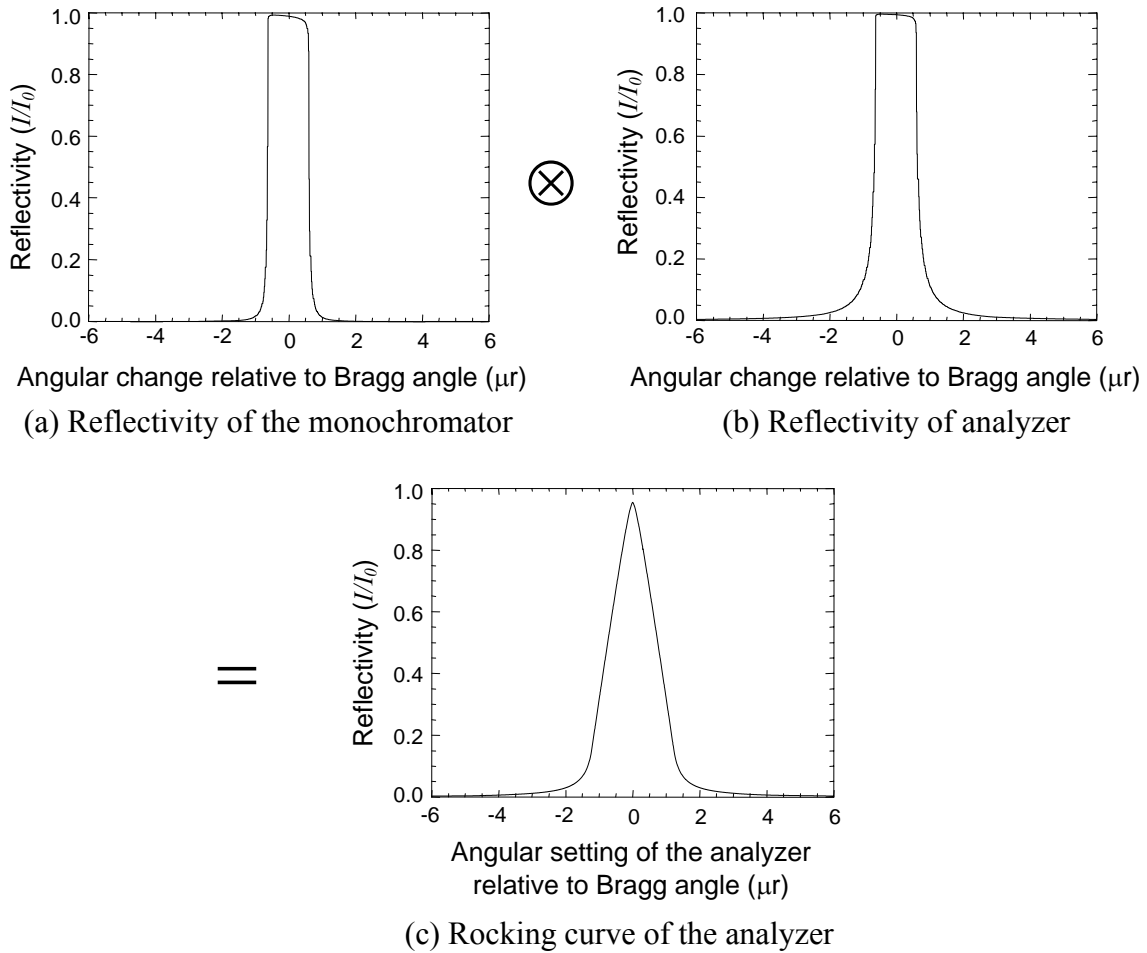 1.0
0.8
0.6
0.4
0.2
0.0
Reflectivity (I/I0)
-6 -4 -2 0 2 4 6
Angular change relative to Bragg angle (μr)
(a) Reflectivity of the monochromator
⊗
1.0
0.8
0.6
0.4
0.2
0.0
Reflectivity (I/I0)
-6 -4 -2 0 2 4 6
Angular change relative to Bragg angle (μr)
(b) Reflectivity of analyzer
=
1.0
0.8
0.6
0.4
0.2
0.0
Reflectivity (I/I0)
-6 -4 -2 0 2 4 6
Angular setting of the analyzer
relative to Bragg angle (μr)
(c) Rocking curve of the analyzer